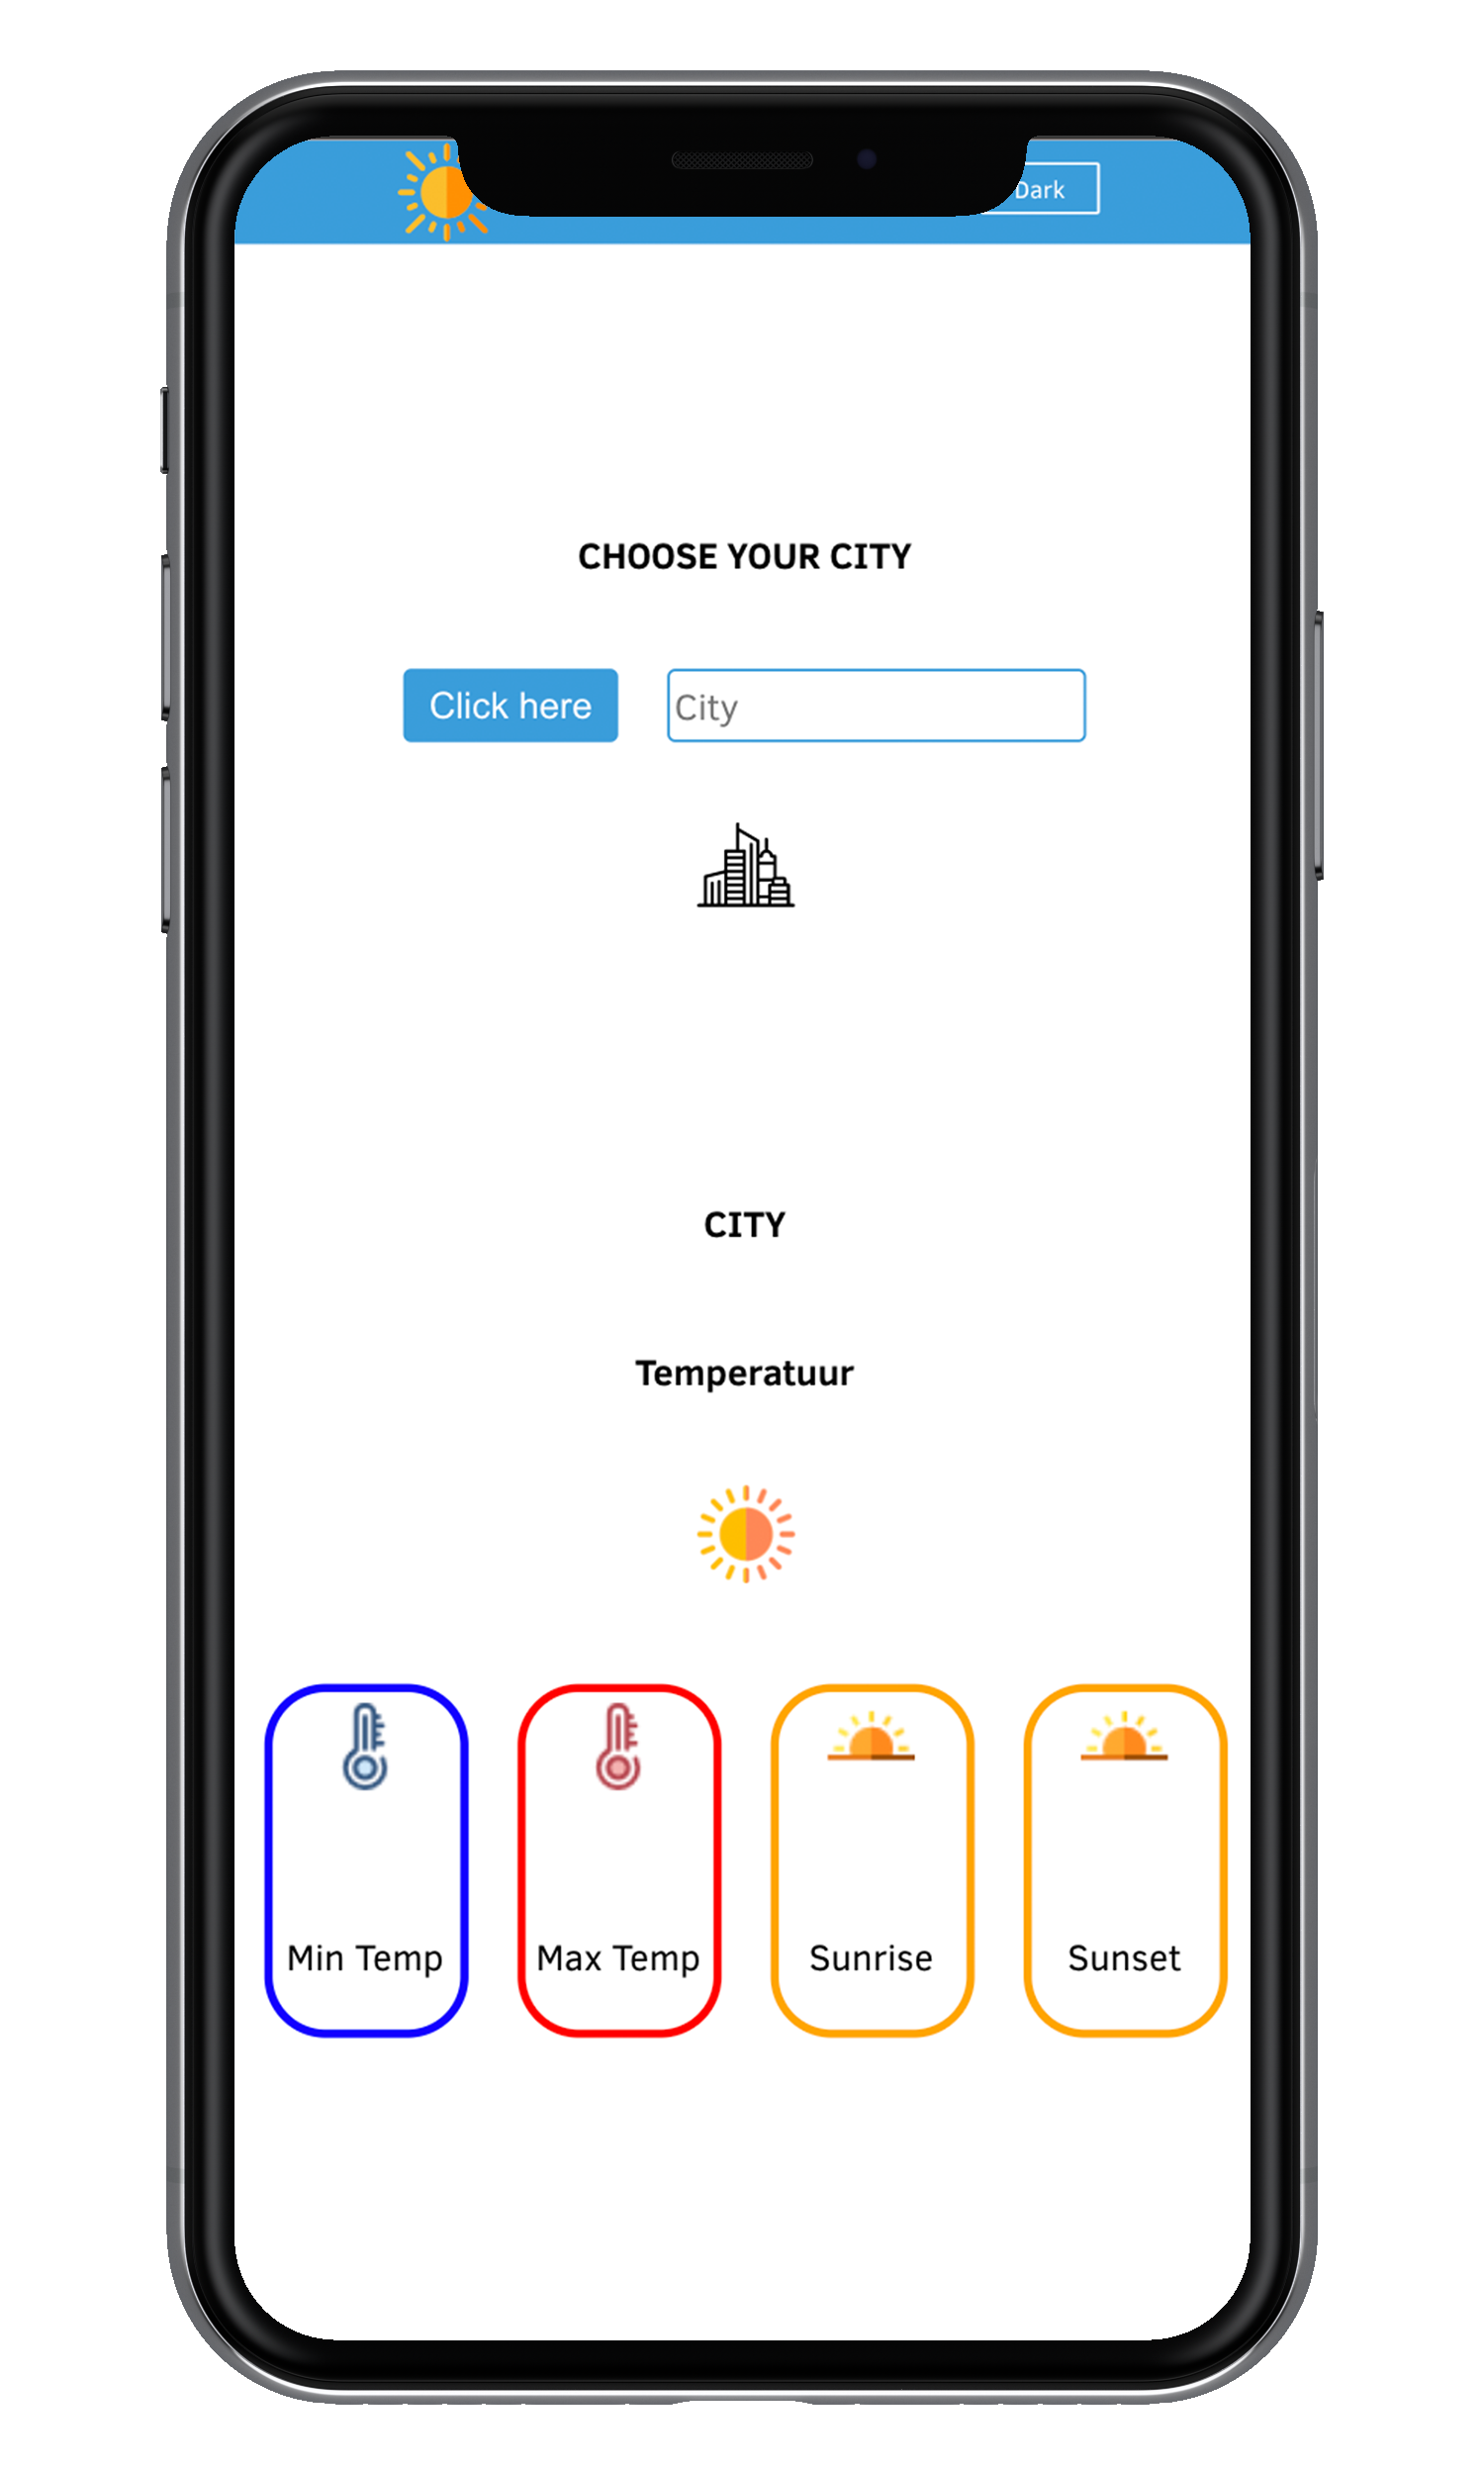 Dark
CHOOSE YOUR CITY
Click here
City
CITY
Temperatuur
Min Temp
Max Temp
Sunrise
Sunset